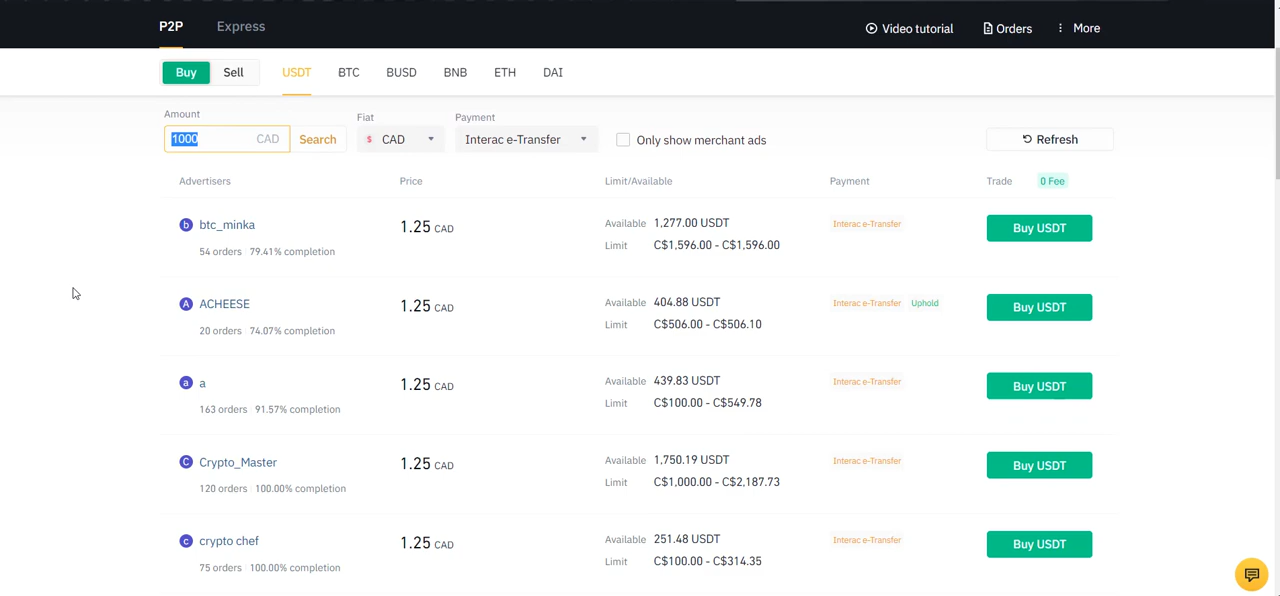 P2P Express Video tutorial Orders More
Buy Sell USDT BTC BUSD BNB ETH DAI
Amount Fiat Payment
1000 CAD Search $ CAD Interac e-Transfer Only show merchant ads Refresh
Advertisers Price Limit/Available Payment Trade 0 Fee
b btc_minka 1.25 CAD Available 1,277.00 USDT Interac e-Transfer Buy USDT
54 orders 79.41% completion Limit C$1,596.00 - C$1,596.00
A ACHEESE 1.25 CAD Available 404.88 USDT Interac e-Transfer Uphold Buy USDT
20 orders 74.07% completion Limit C$506.00 - C$506.10
a a 1.25 CAD Available 439.83 USDT Interac e-Transfer Buy USDT
163 orders 91.57% completion Limit C$100.00 - C$549.78
C Crypto_Master 1.25 CAD Available 1,750.19 USDT Interac e-Transfer Buy USDT
120 orders 100.00% completion Limit C$1,000.00 - C$2,187.73
c crypto chef 1.25 CAD Available 251.48 USDT Interac e-Transfer Buy USDT
75 orders 100.00% completion Limit C$100.00 - C$314.35